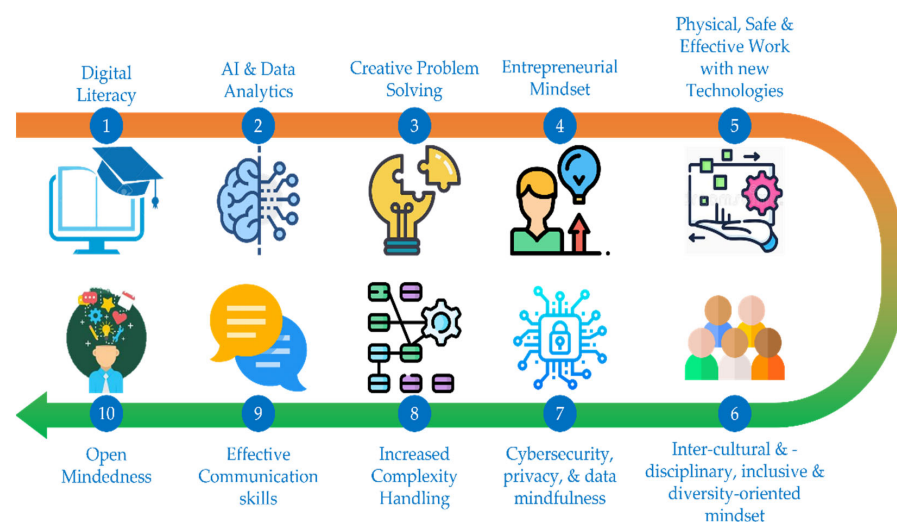 Digital
Literacy
1
AI & Data
Analytics
2
Creative Problem
Solving
3
Entrepreneurial
Mindset
4
Physical, Safe &
Effective Work
with new
Technologies
5
6
Inter-cultural & -
disciplinary, inclusive &
diversity-oriented
mindset
7
Cybersecurity,
privacy, & data
mindfulness
8
Increased
Complexity
Handling
9
Effective
Communication
skills
10
Open
Mindedness